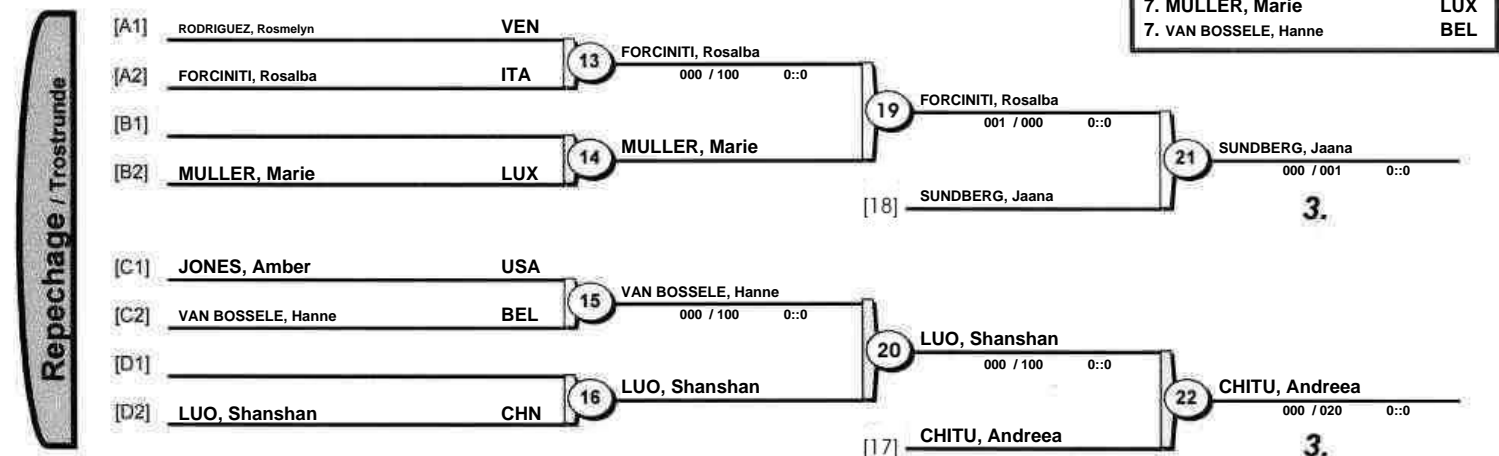 7. MULLER, Marie LUX
7. VAN BOSSELE, Hanne BEL
Repechage / Trostrunde
[A1] RODRIGUEZ, Rosmelyn VEN
13 FORCINITI, Rosalba
000 / 100 0::0
[A2] FORCINITI, Rosalba ITA
19 FORCINITI, Rosalba
001 / 000 0::0
[B1]
14 MULLER, Marie
21 SUNDBERG, Jaana
000 / 001 0::0
[B2] MULLER, Marie LUX
[18] SUNDBERG, Jaana
3.
[C1] JONES, Amber USA
15 VAN BOSSELE, Hanne
000 / 100 0::0
[C2] VAN BOSSELE, Hanne BEL
20 LUO, Shanshan
000 / 100 0::0
[D1]
16 LUO, Shanshan
22 CHITU, Andreea
000 / 020 0::0
[D2] LUO, Shanshan CHN
[17] CHITU, Andreea
3.